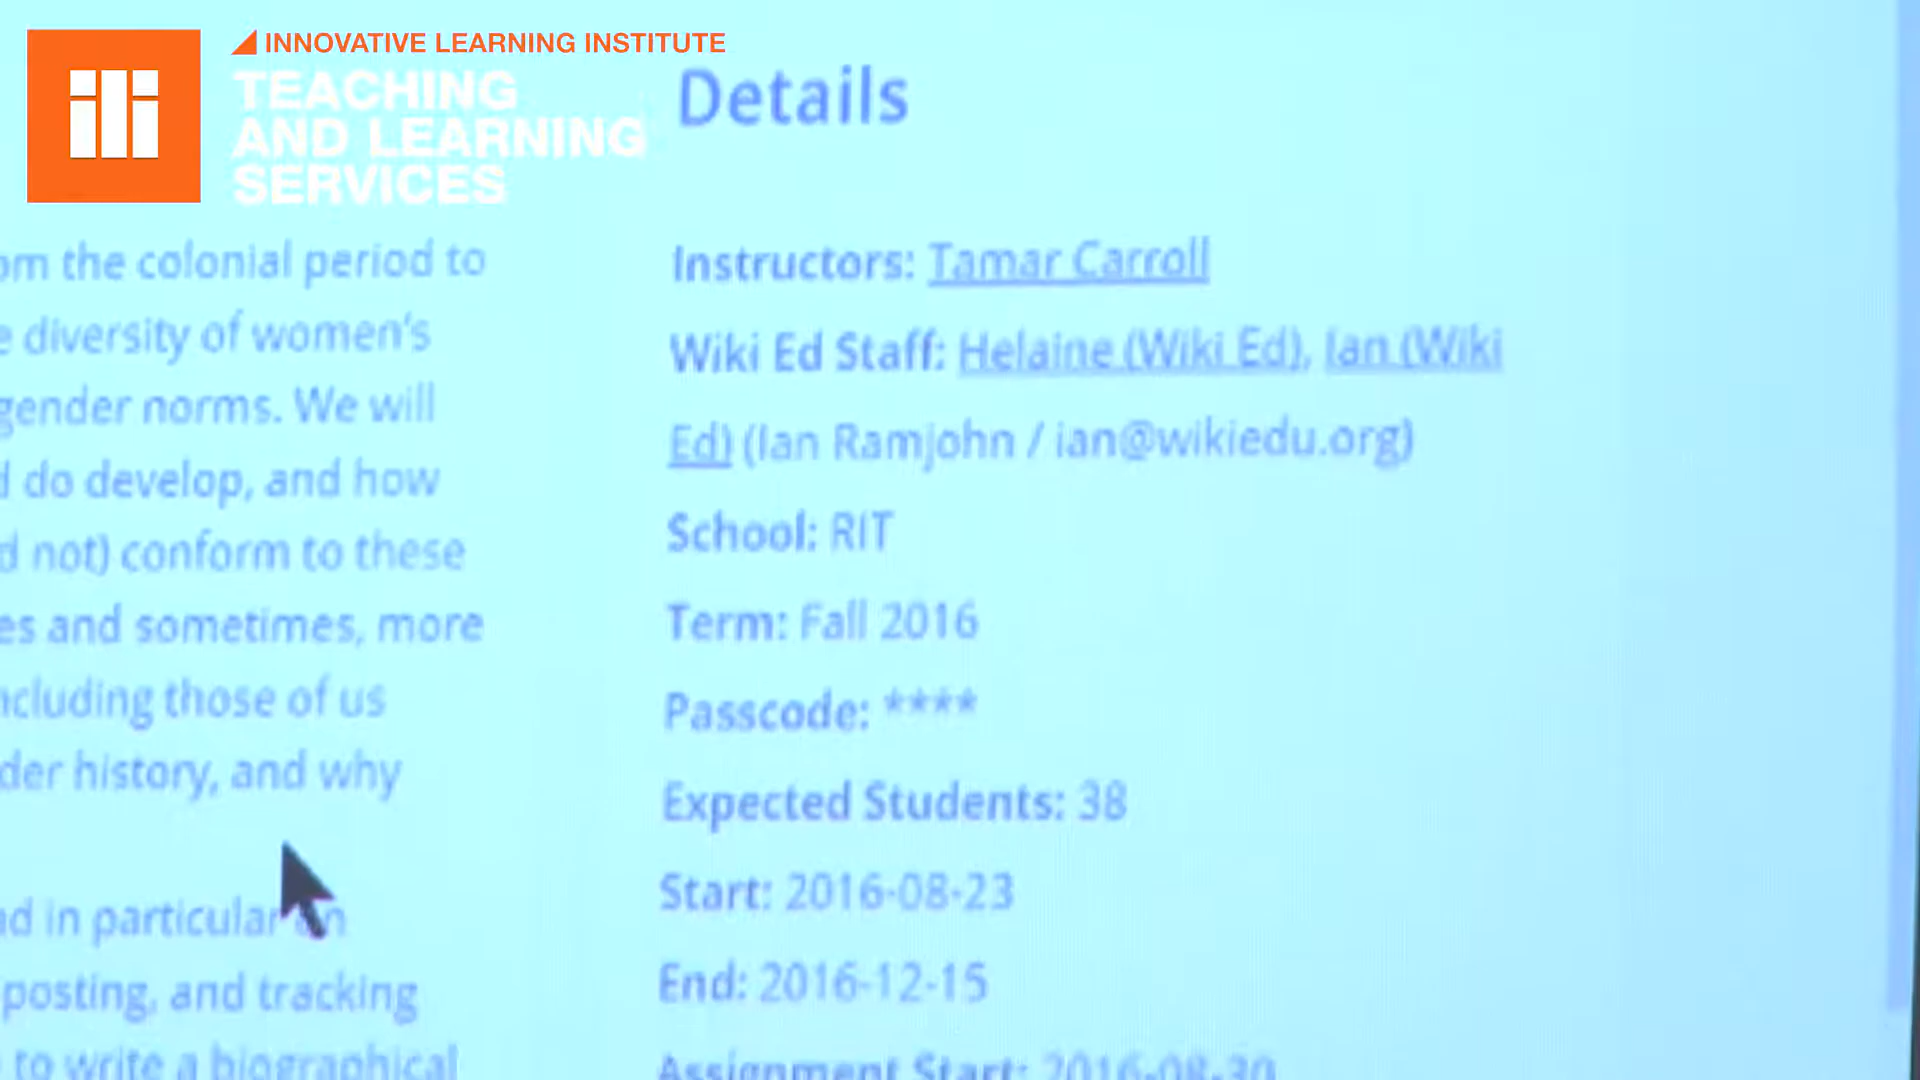 INNOVATIVE LEARNING INSTITUTE
ili
TEACHING
AND LEARNING
SERVICES
om the colonial period to
e diversity of women's
gender norms. We will
d do develop, and how
d not) conform to these
es and sometimes, more
ncluding those of us
der history, and why
nd in particular an
posting, and tracking
to write a biographical
Details
Instructors: Tamar Carroll
Wiki Ed Staff: Helaine (Wiki Ed), Ian (Wiki
Ed) (Ian Ramjohn / ian@wikiedu.org)
School: RIT
Term: Fall 2016
Passcode: ****
Expected Students: 38
Start: 2016-08-23
End: 2016-12-15
Assignment Start: 2016-08-30